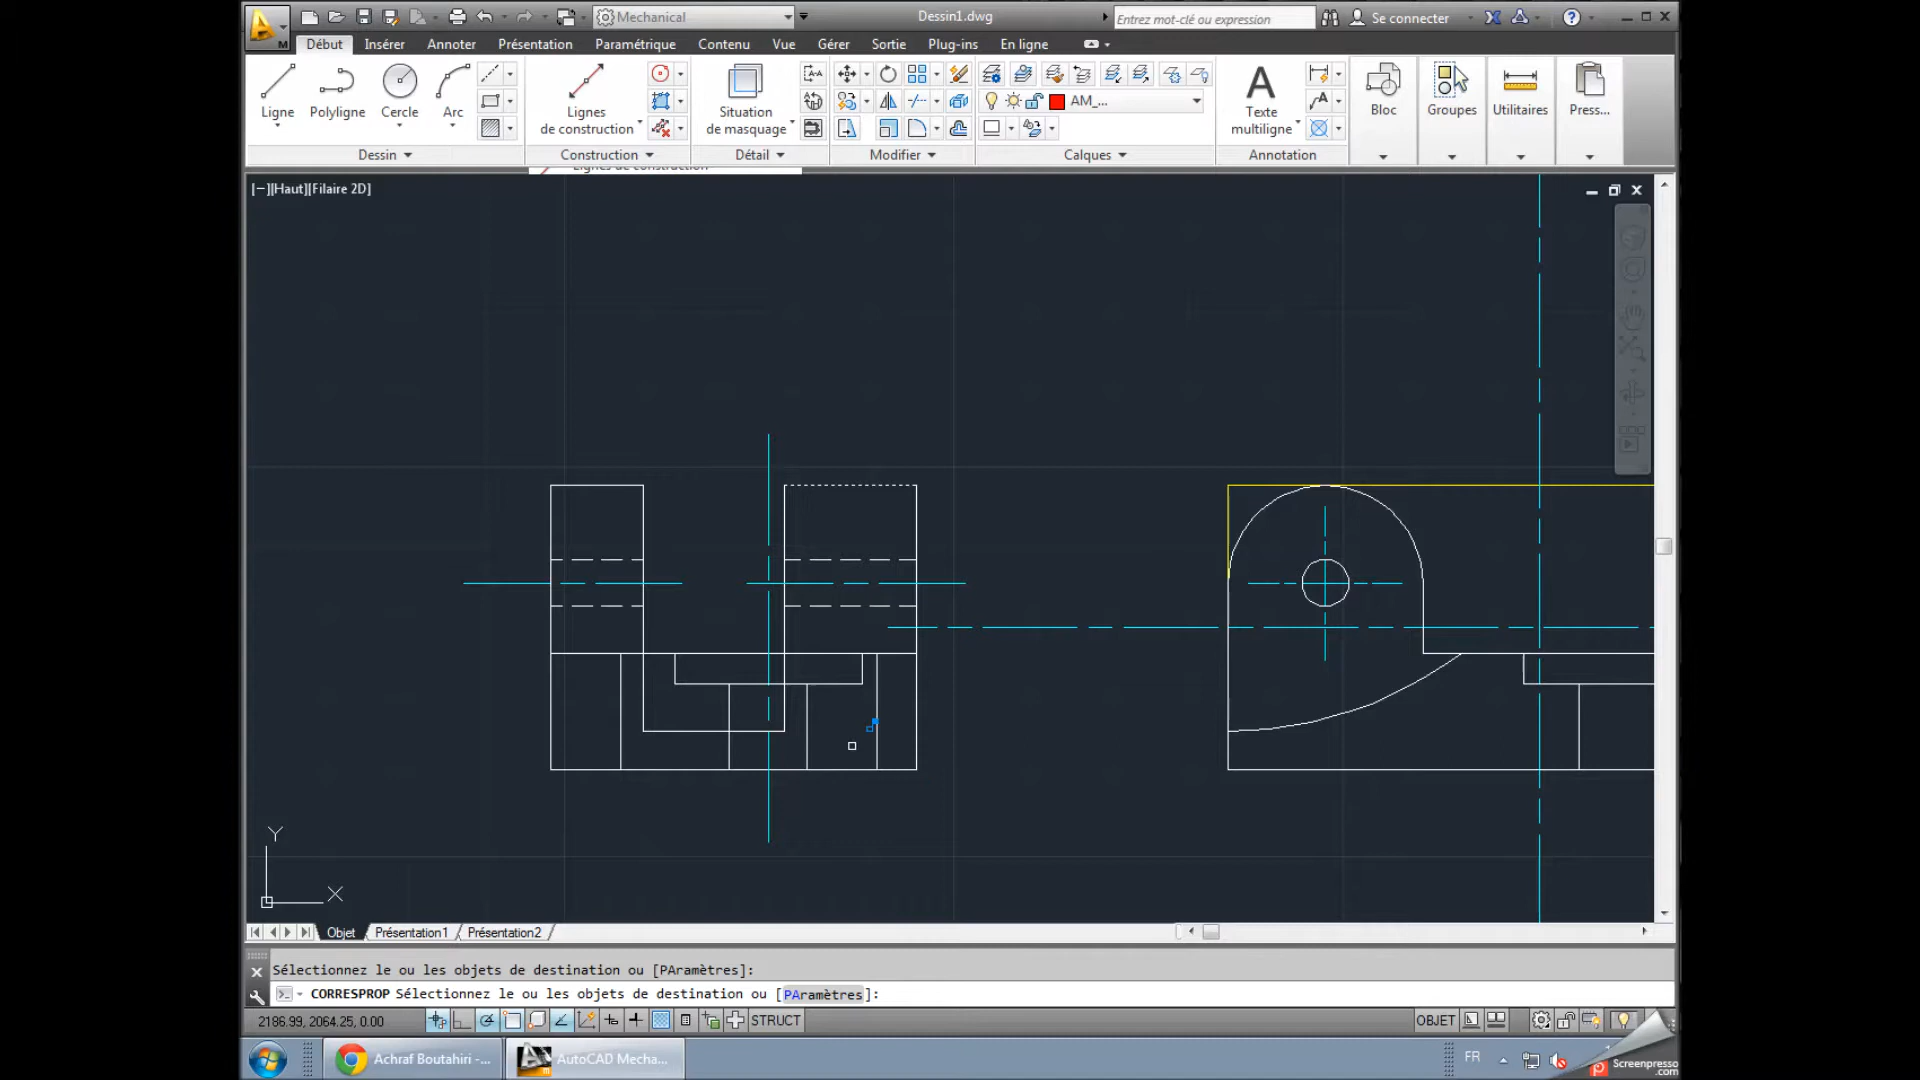 Mechanical
Dessin1.dwg
Entrez mot-clé ou expression
Se connecter
M
Début Insérer Annoter Présentation Paramétrique Contenu Vue Gérer Sortie Plug-ins En ligne
Ligne Polyligne Cercle Arc
Lignes de construction
Situation de masquage
AM_...
A
Texte multiligne
Bloc
Groupes
Utilitaires
Press...
Dessin
Construction
Détail
Modifier
Calques
Annotation
Lignes de construction
[−][Haut][Filaire 2D]
Y
X
Objet Présentation1 Présentation2
Sélectionnez le ou les objets de destination ou [PAramètres]:
CORRESPROP Sélectionnez le ou les objets de destination ou [PAramètres]:
2186.99, 2064.25, 0.00
STRUCT
OBJET
Achraf Boutahiri -...
AutoCAD Mecha...
FR
Screenpresso
.com